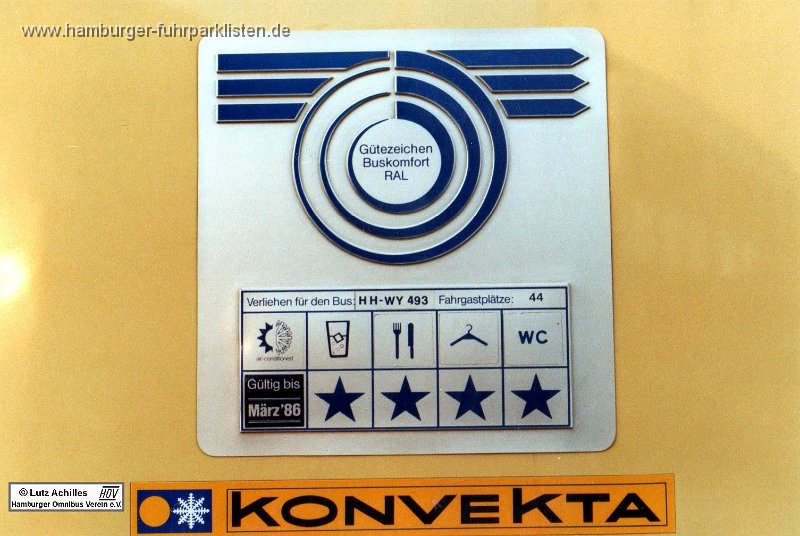 www.hamburger-fuhrparklisten.de
Gütezeichen
Buskomfort
RAL
Verliehen für den Bus: HH-WY 493 Fahrgastplätze: 44
air-conditioned
WC
Gültig bis
März '86
© Lutz Achilles HOV
Hamburger Omnibus Verein e.V.
KONVEKTA